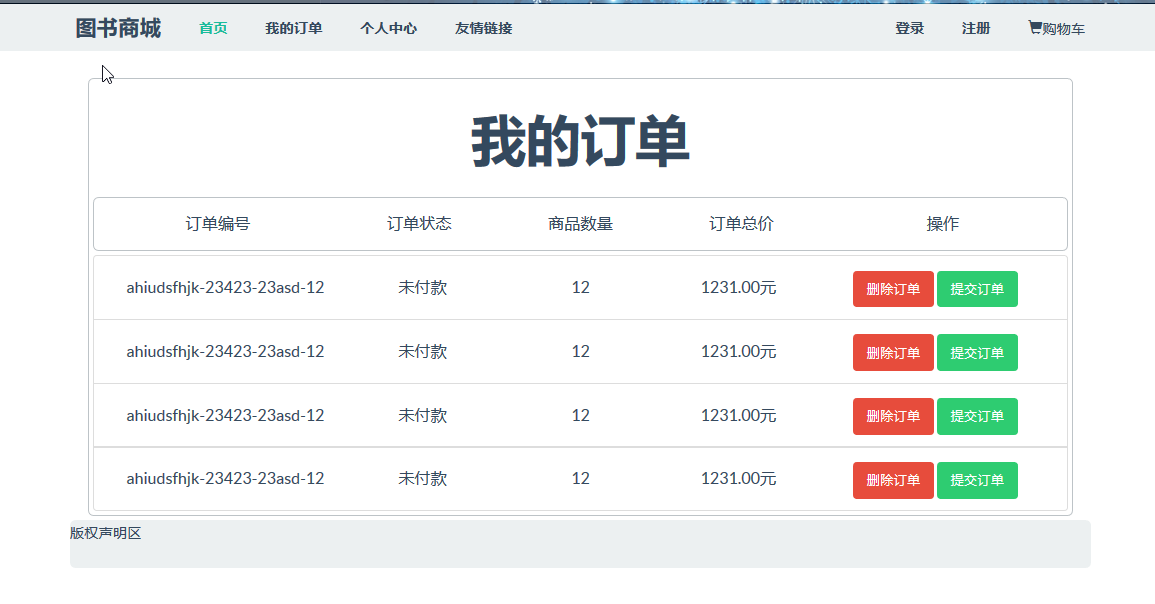 图书商城 首页 我的订单 个人中心 友情链接 登录 注册 购物车
我的订单
订单编号 订单状态 商品数量 订单总价 操作
ahiudsfhjk-23423-23asd-12 未付款 12 1231.00元 删除订单 提交订单
ahiudsfhjk-23423-23asd-12 未付款 12 1231.00元 删除订单 提交订单
ahiudsfhjk-23423-23asd-12 未付款 12 1231.00元 删除订单 提交订单
ahiudsfhjk-23423-23asd-12 未付款 12 1231.00元 删除订单 提交订单
版权声明区